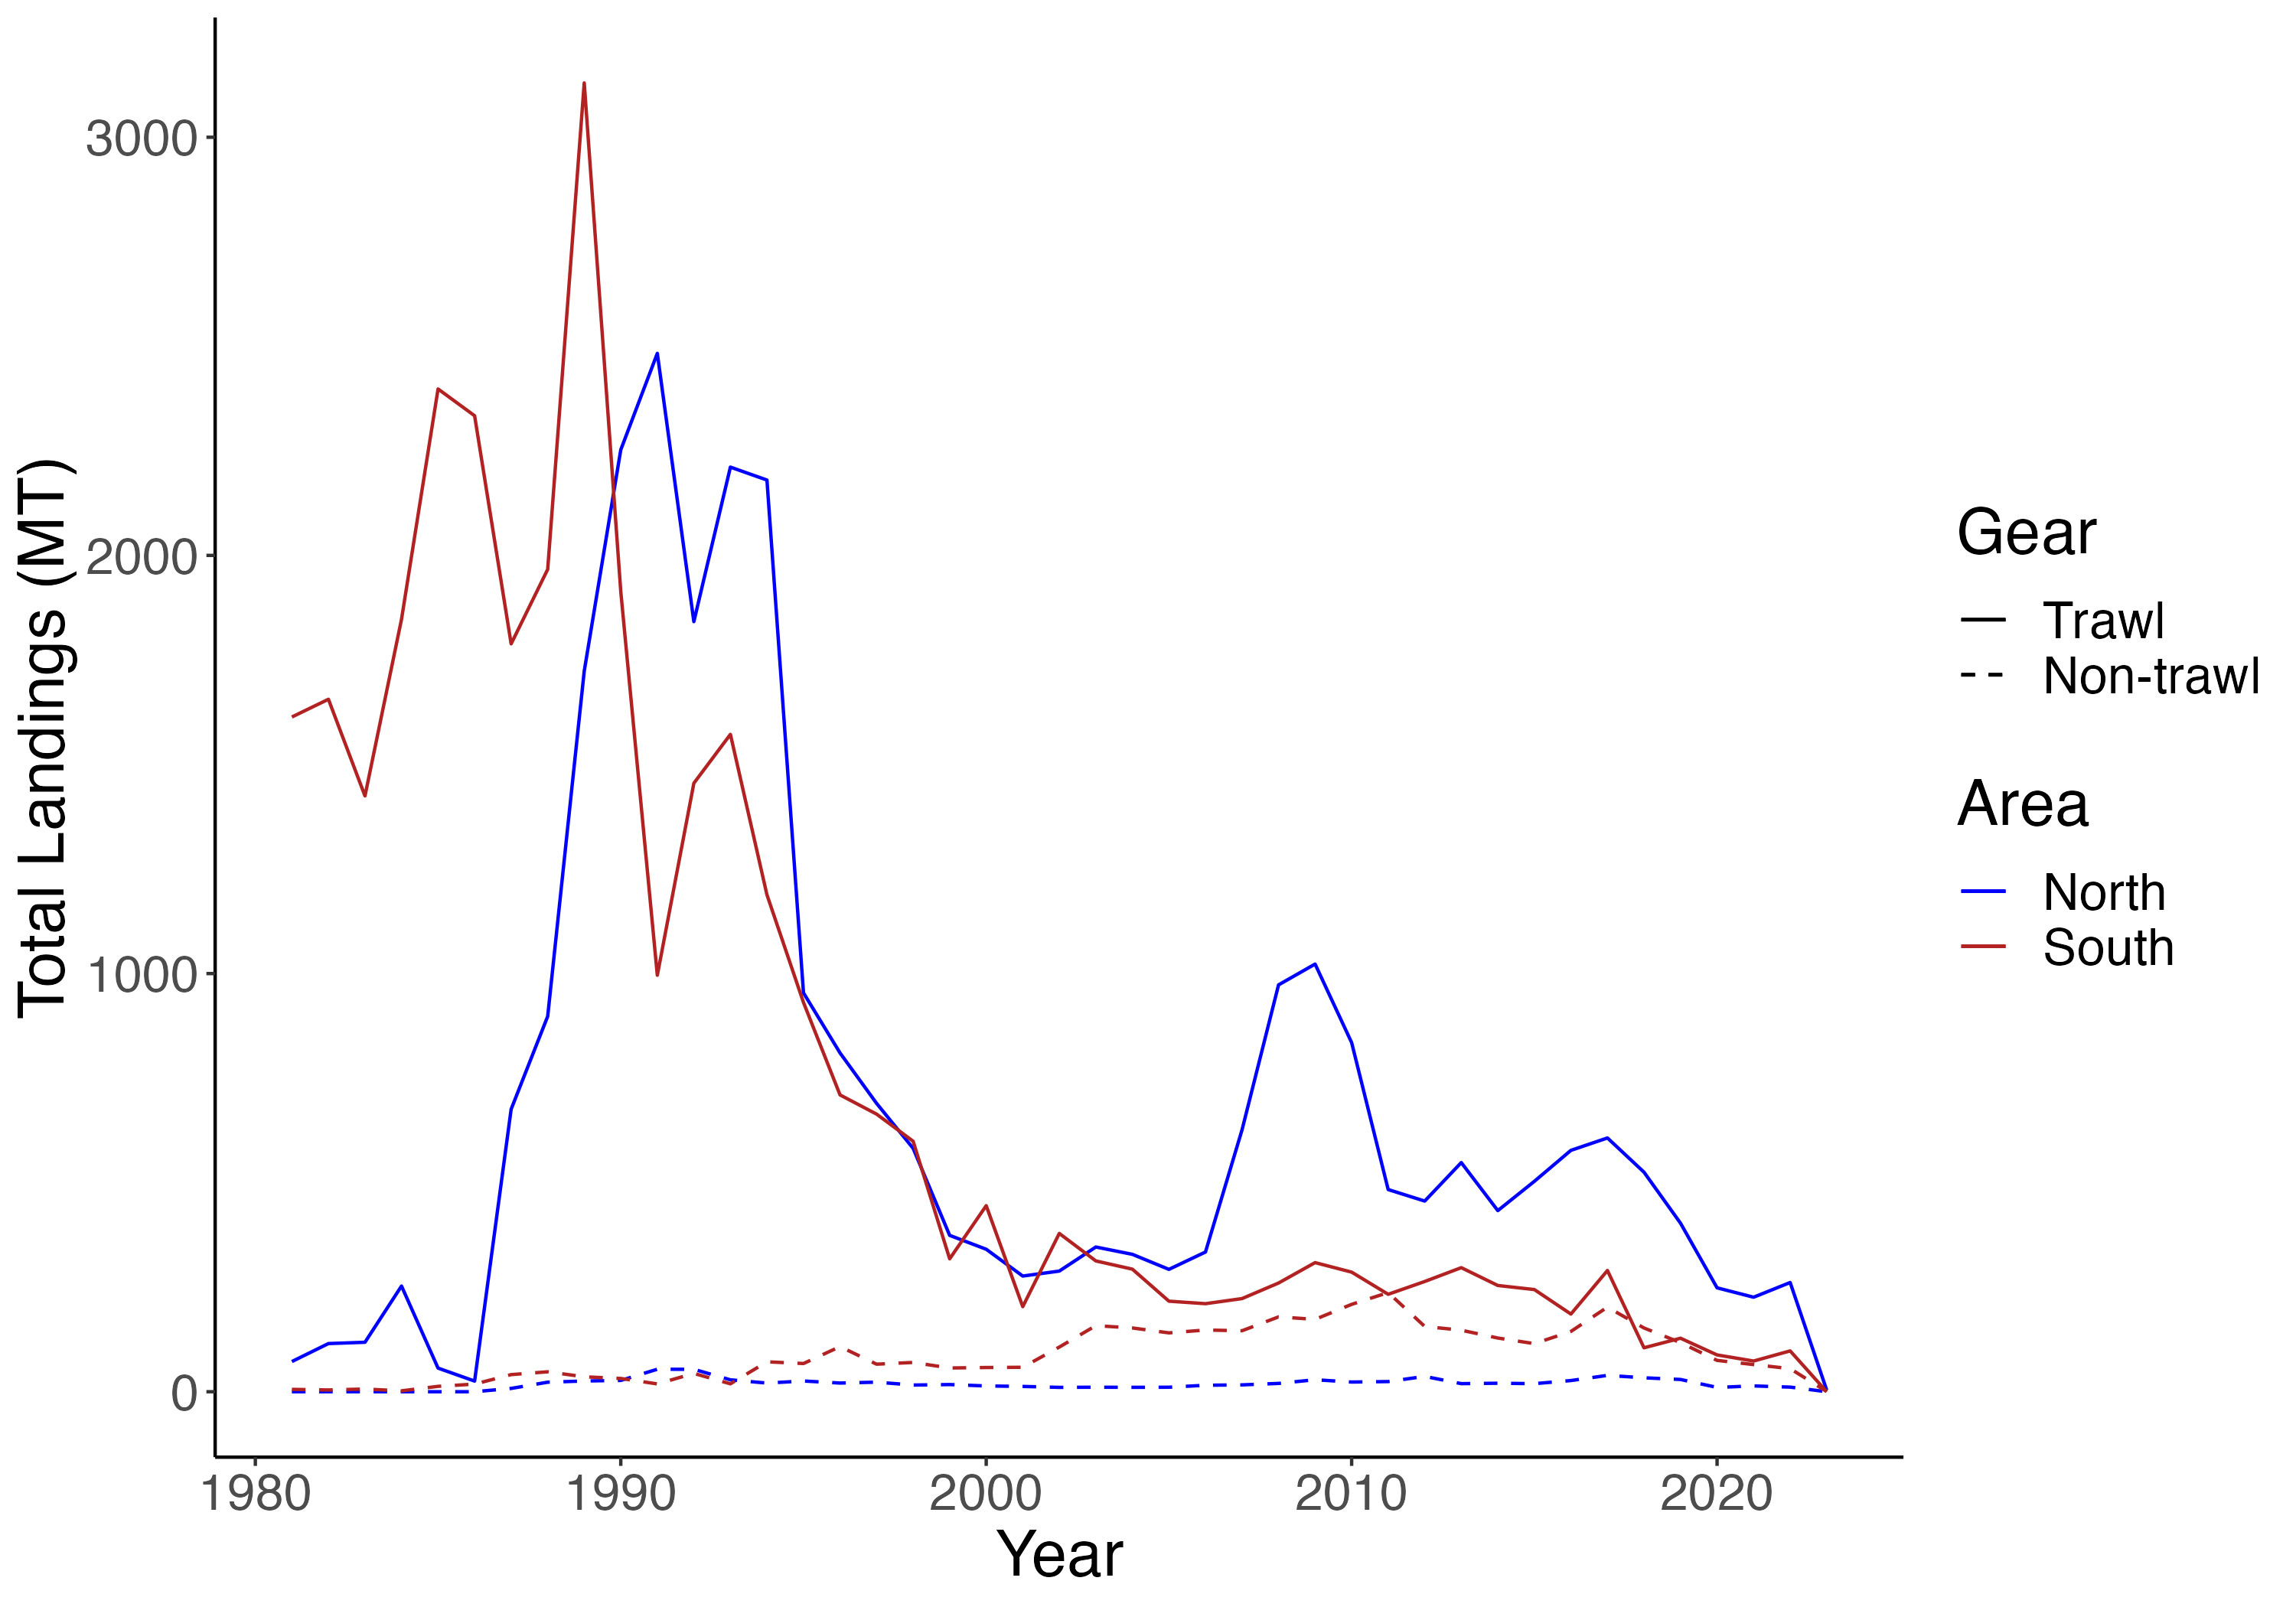 Total Landings (MT)
3000
2000
1000
0
1980
1990
2000
2010
2020
Year
Gear
Trawl
Non-trawl
Area
North
South